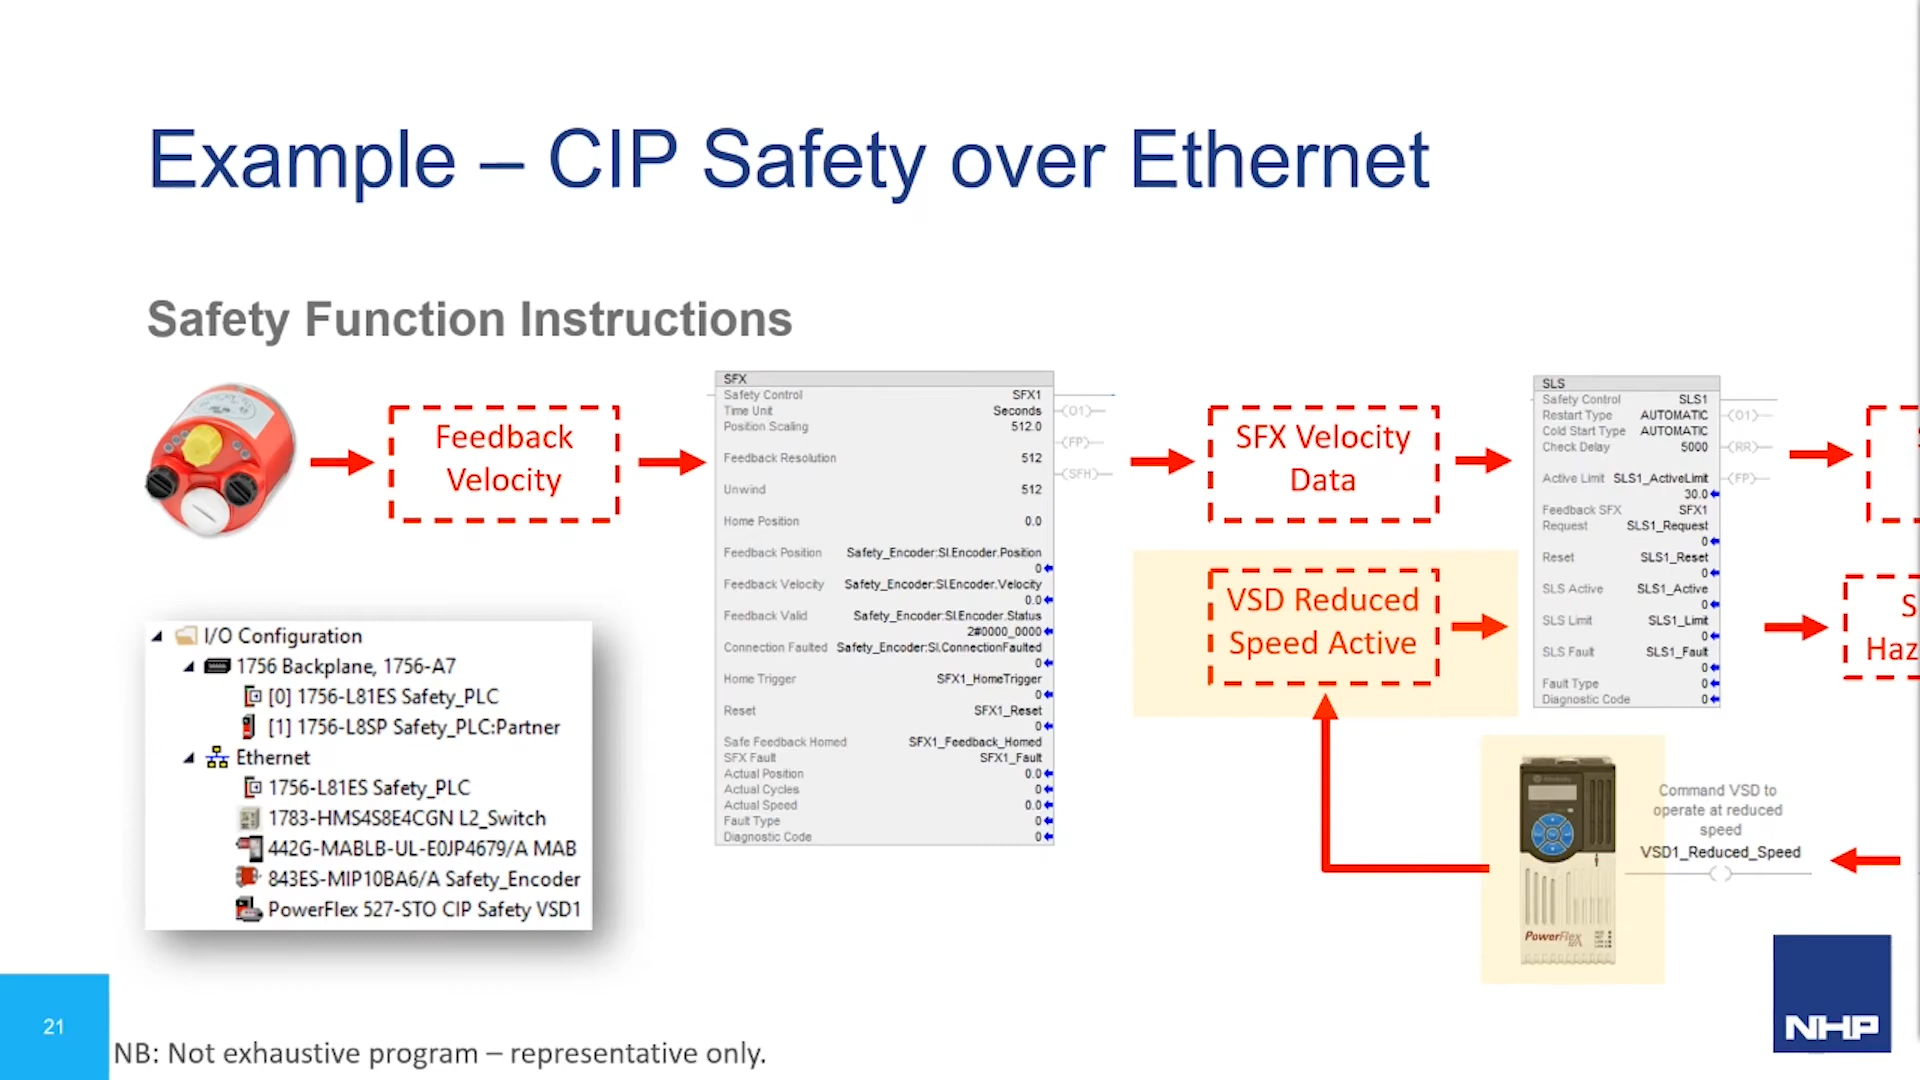 Example – CIP Safety over Ethernet
Safety Function Instructions
Feedback
Velocity
SFX
Safety Control SFX1
Time Unit Seconds
Position Scaling 512.0
Feedback Resolution 512
Unwind 512
Home Position 0.0
Feedback Position Safety_Encoder:SI.Encoder.Position
0
Feedback Velocity Safety_Encoder:SI.Encoder.Velocity
0.0
Feedback Valid Safety_Encoder:SI.Encoder.Status
2#0000_0000
Connection Faulted Safety_Encoder:SI.ConnectionFaulted
0
Home Trigger SFX1_HomeTrigger
0
Reset SFX1_Reset
0
Safe Feedback Homed SFX1_Feedback_Homed
SFX Fault SFX1_Fault
Actual Position 0.0
Actual Cycles 0
Actual Speed 0.0
Fault Type 0
Diagnostic Code 0
(O1)
(FP)
(SFH)
SFX Velocity
Data
VSD Reduced
Speed Active
SLS
Safety Control SLS1
Restart Type AUTOMATIC
Cold Start Type AUTOMATIC
Check Delay 5000
Active Limit SLS1_ActiveLimit
30.0
Feedback SFX SFX1
Request SLS1_Request
0
Reset SLS1_Reset
0
SLS Active SLS1_Active
0
SLS Limit SLS1_Limit
0
SLS Fault SLS1_Fault
0
Fault Type 0
Diagnostic Code 0
(O1)
(RR)
(FP)
S
Haz
I/O Configuration
1756 Backplane, 1756-A7
[0] 1756-L81ES Safety_PLC
[1] 1756-L8SP Safety_PLC:Partner
Ethernet
1756-L81ES Safety_PLC
1783-HMS4S8E4CGN L2_Switch
442G-MABLB-UL-E0JP4679/A MAB
843ES-MIP10BA6/A Safety_Encoder
PowerFlex 527-STO CIP Safety VSD1
PowerFlex
Command VSD to
operate at reduced
speed
VSD1_Reduced_Speed
NHP
21
NB: Not exhaustive program – representative only.